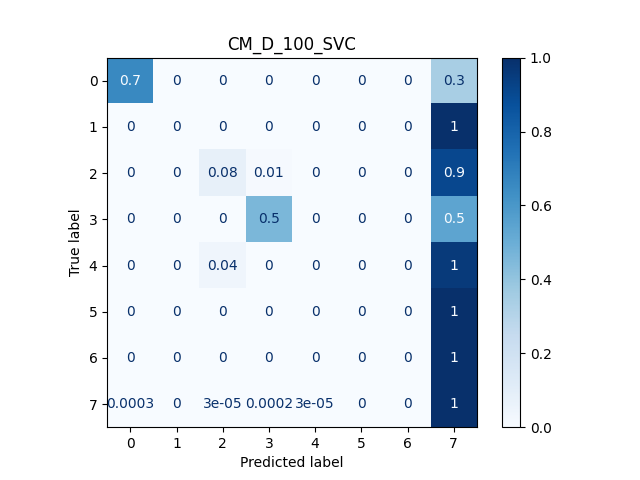 CM_D_100_SVC
0 0.7 0 0 0 0 0 0 0.3
1 0 0 0 0 0 0 0 1
2 0 0 0.08 0.01 0 0 0 0.9
3 0 0 0 0.5 0 0 0 0.5
4 0 0 0.04 0 0 0 0 1
5 0 0 0 0 0 0 0 1
6 0 0 0 0 0 0 0 1
7 0.0003 0 3e-05 0.0002 3e-05 0 0 1
0 1 2 3 4 5 6 7
Predicted label
True label
1.0
0.8
0.6
0.4
0.2
0.0